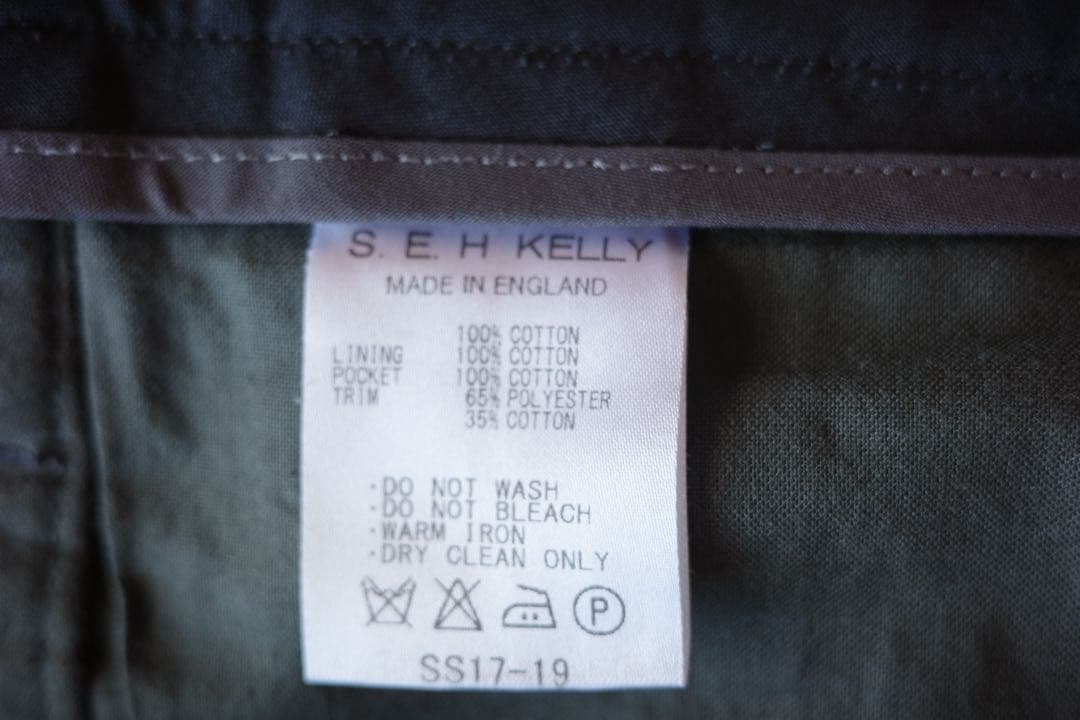 S. E. H KELLY
MADE IN ENGLAND
100% COTTON
LINING 100% COTTON
POCKET 100% COTTON
TRIM 65% POLYESTER
35% COTTON
·DO NOT WASH
·DO NOT BLEACH
·WARM IRON
·DRY CLEAN ONLY
P
SS17-19